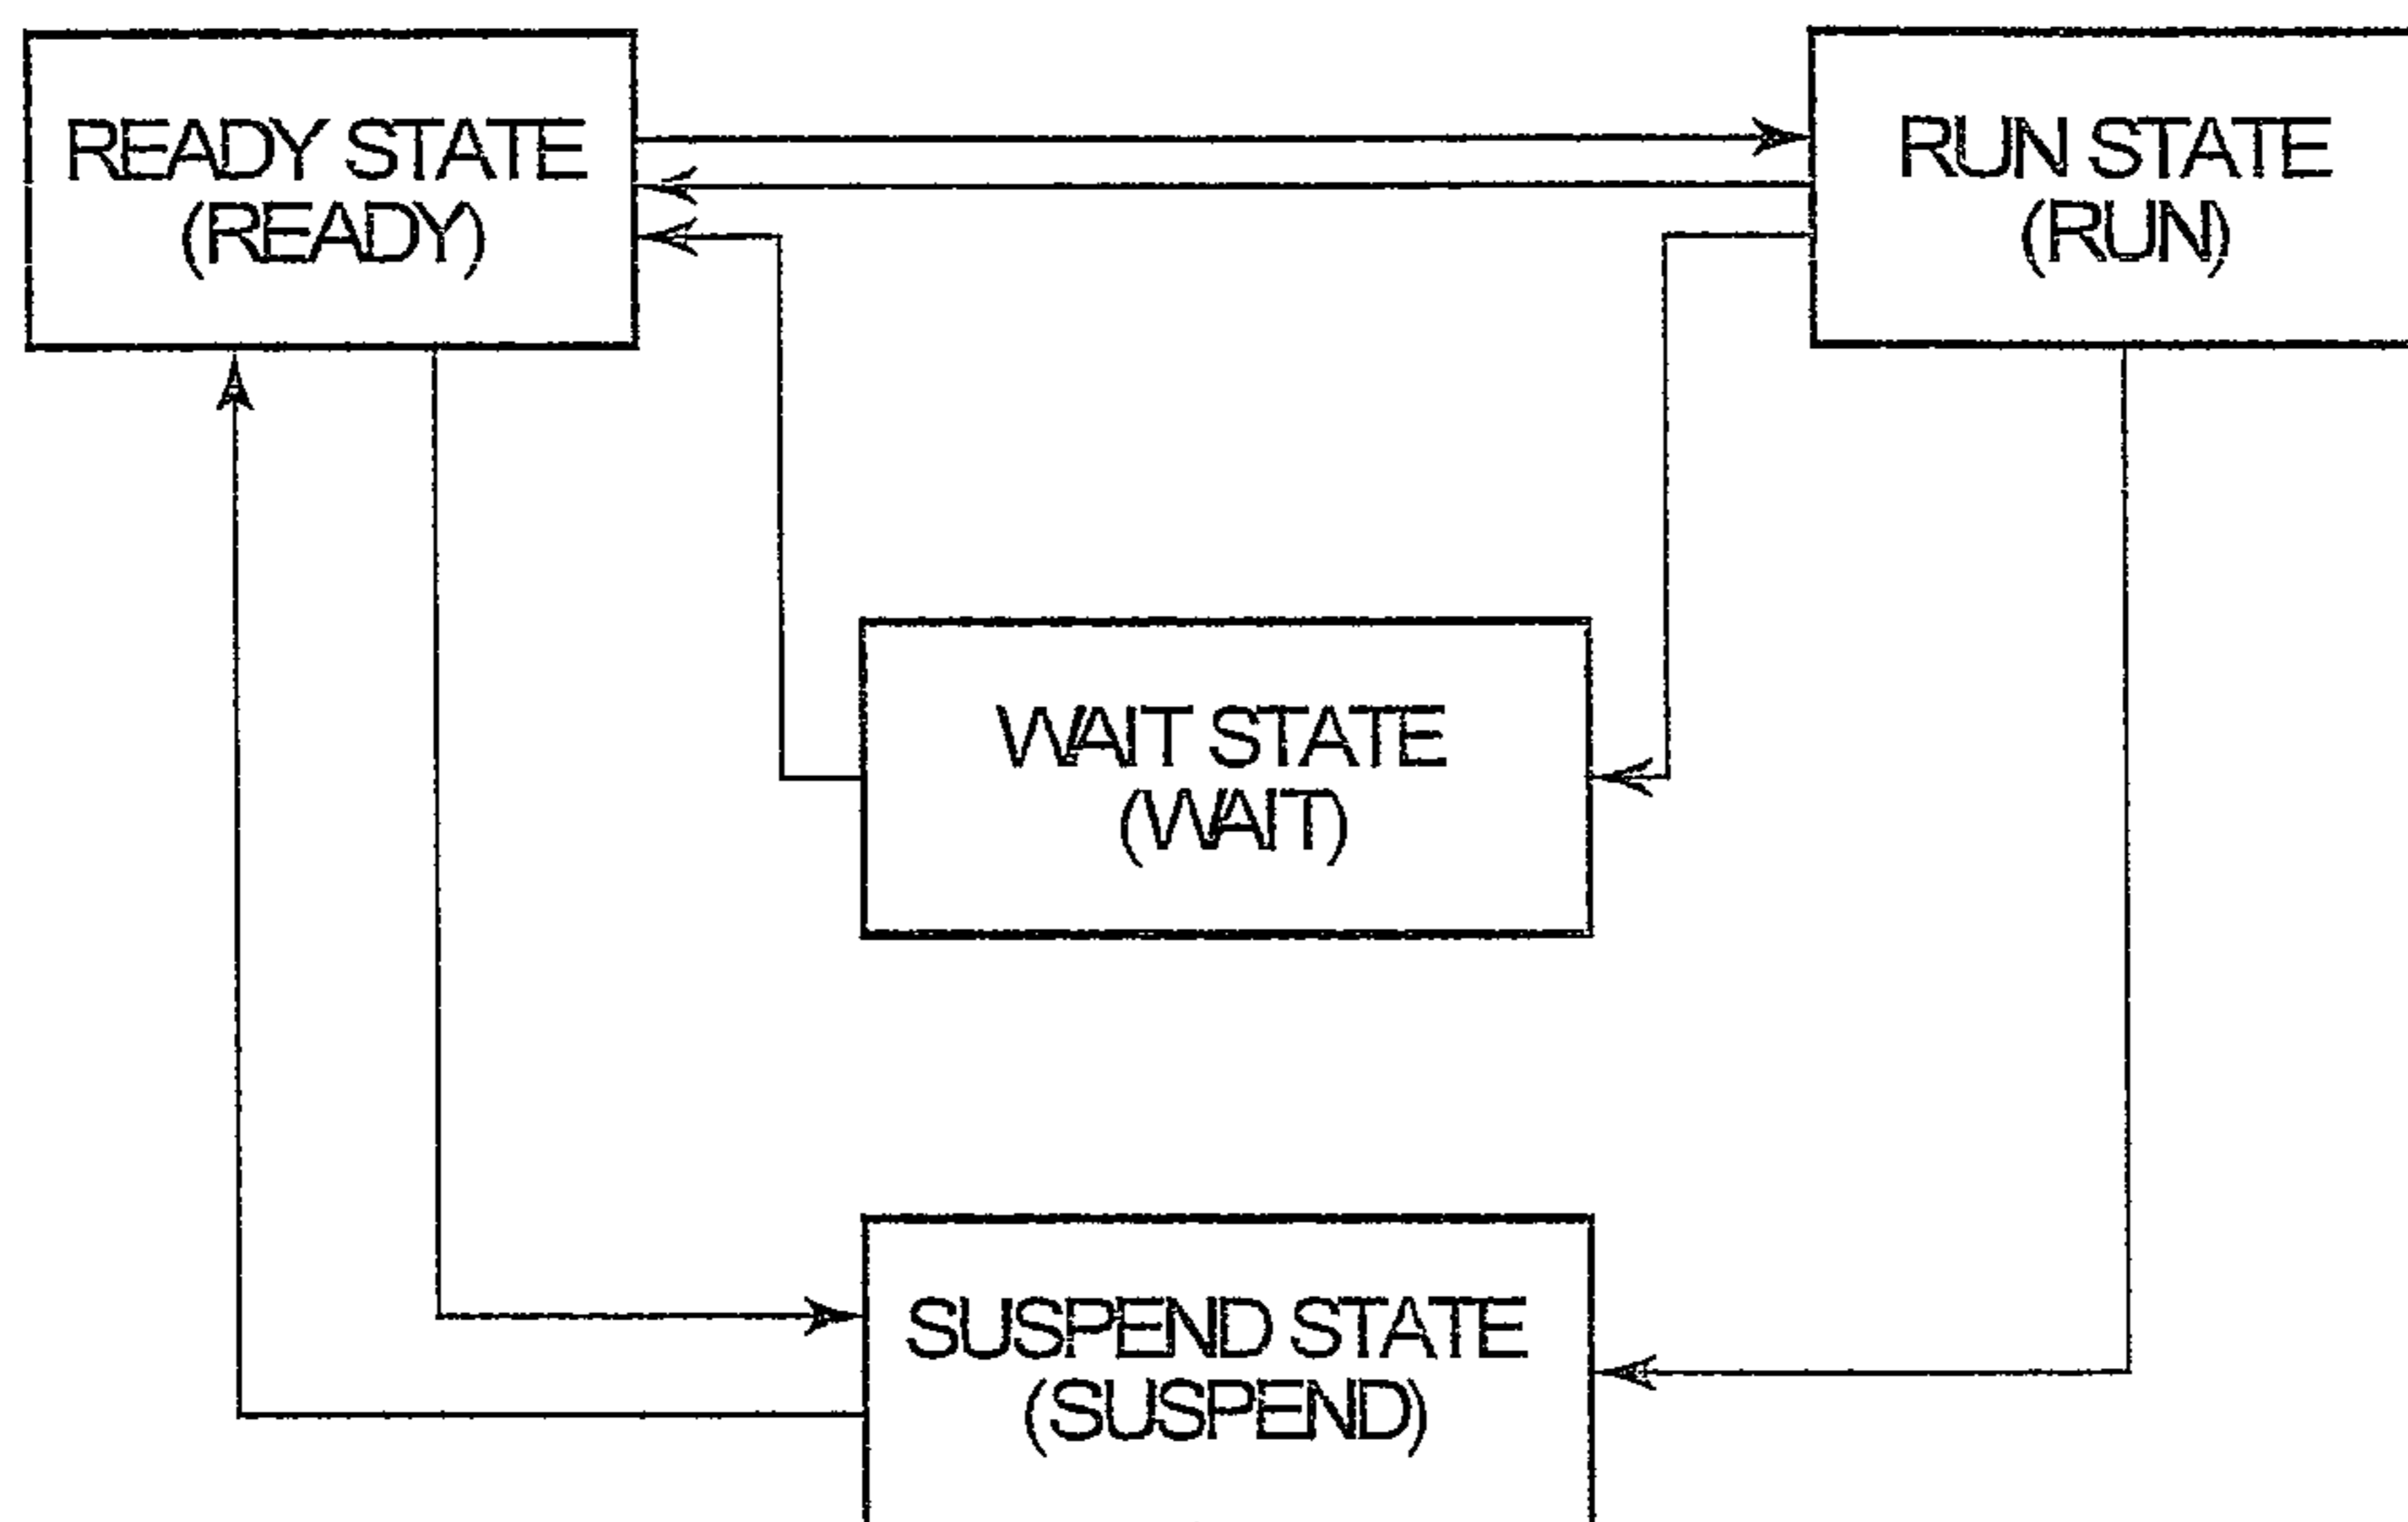 READY STATE
(READY)
RUN STATE
(RUN)
WAIT STATE
(WAIT)
SUSPEND STATE
(SUSPEND)